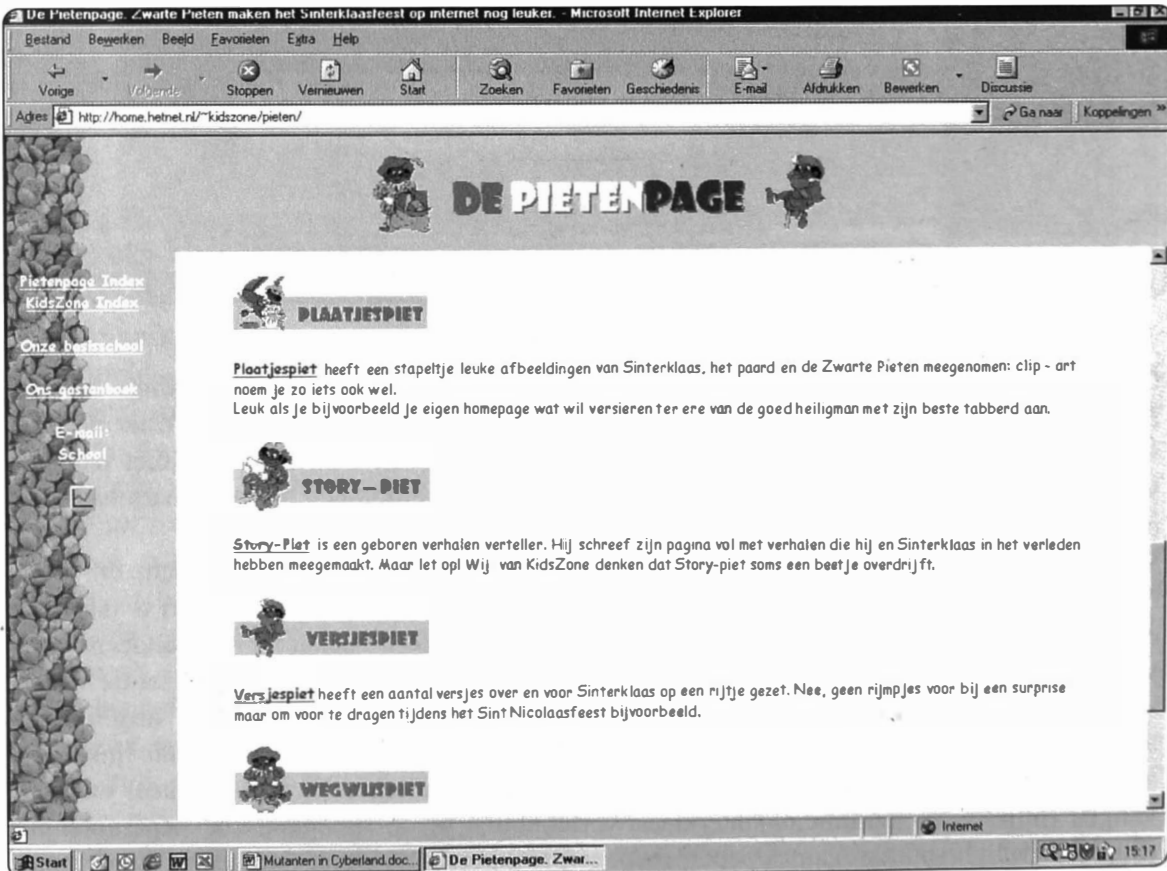 De Pietenpage. Zwarte Pieten maken het Sinterklaasfeest op internet nog leuker. - Microsoft Internet Explorer
Bestand Bewerken Beeld Favorieten Extra Help
Vorige Volgende Stoppen Vernieuwen Start Zoeken Favorieten Geschiedenis E-mail Afdrukken Bewerken Discussie
Adres http://home.hetnet.nl/~kidszone/pieten/ Ga naar Koppelingen »
DE PIETENPAGE
Pietenpage Index
KidsZone Index
Onze basisschool
Ons gastenboek
E-mail:
School
PLAATJESPIET
Plaatjespiet heeft een stapeltje leuke afbeeldingen van Sinterklaas, het paard en de Zwarte Pieten meegenomen: clip - art
noem je zo iets ook wel.
Leuk als je bijvoorbeeld je eigen homepage wat wil versieren ter ere van de goed heiligman met zijn beste tabberd aan.
STORY-PIET
Story-Piet is een geboren verhalen verteller. Hij schreef zijn pagina vol met verhalen die hij en Sinterklaas in het verleden
hebben meegemaakt. Maar let op! Wij van KidsZone denken dat Story-piet soms een beetje overdrijft.
VERSJESPIET
Versjespiet heeft een aantal versjes over en voor Sinterklaas op een rijtje gezet. Nee, geen rijmpjes voor bij een surprise
maar om voor te dragen tijdens het Sint Nicolaasfeest bijvoorbeeld.
WEGWIJSPIET
Internet
Start Mutanten in Cyberland.doc... De Pietenpage. Zwar... 15:17